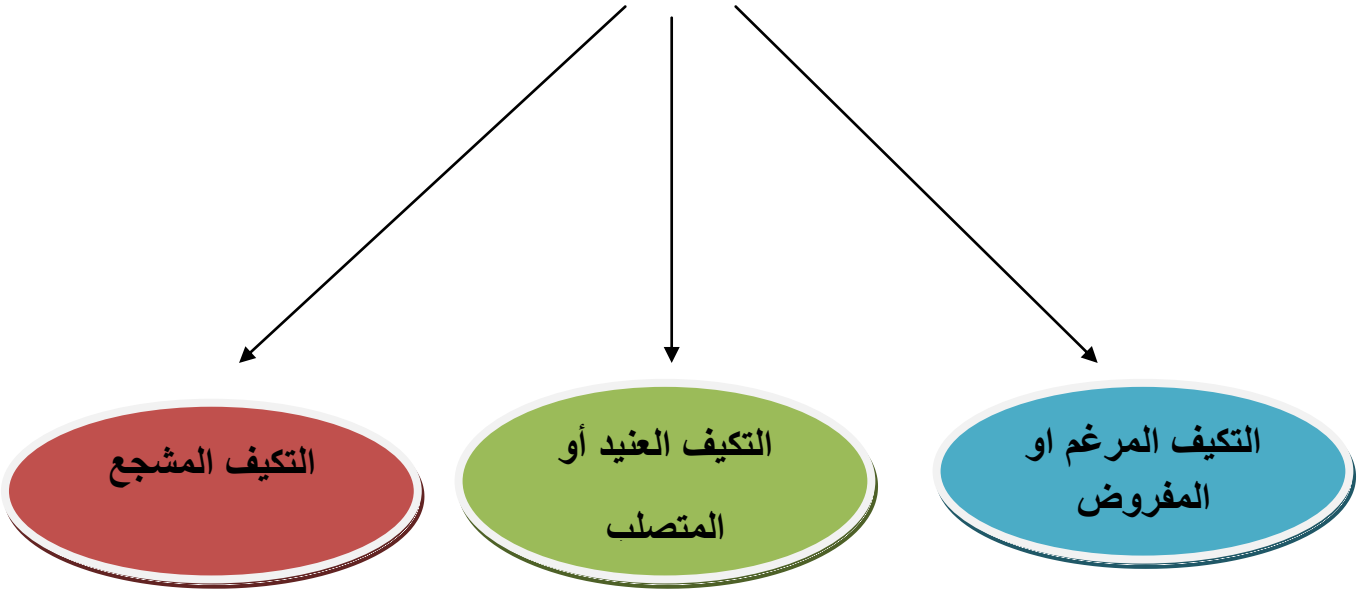 التكيف المرغم او
المفروض
التكيف العنيد أو
المتصلب
التكيف المشجع